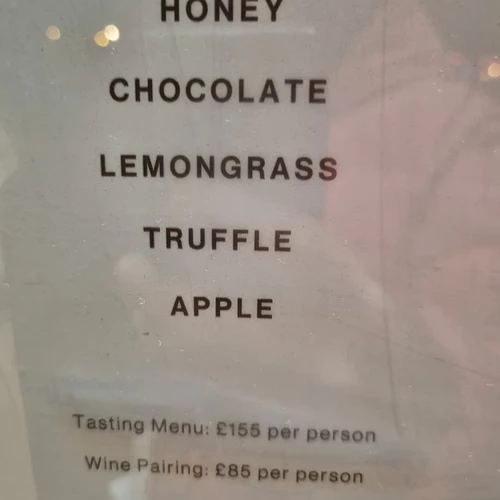 HONEY
CHOCOLATE
LEMONGRASS
TRUFFLE
APPLE
Tasting Menu: £155 per person
Wine Pairing: £85 per person